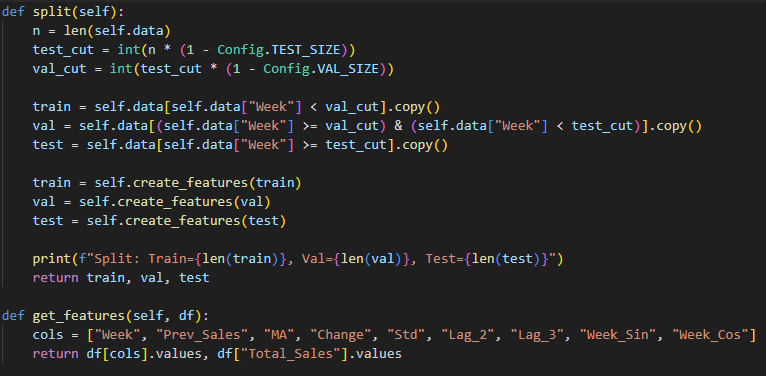 def split(self):
    n = len(self.data)
    test_cut = int(n * (1 - Config.TEST_SIZE))
    val_cut = int(test_cut * (1 - Config.VAL_SIZE))

    train = self.data[self.data["Week"] < val_cut].copy()
    val = self.data[(self.data["Week"] >= val_cut) & (self.data["Week"] < test_cut)].copy()
    test = self.data[self.data["Week"] >= test_cut].copy()

    train = self.create_features(train)
    val = self.create_features(val)
    test = self.create_features(test)

    print(f"Split: Train={len(train)}, Val={len(val)}, Test={len(test)}")
    return train, val, test

def get_features(self, df):
    cols = ["Week", "Prev_Sales", "MA", "Change", "Std", "Lag_2", "Lag_3", "Week_Sin", "Week_Cos"]
    return df[cols].values, df["Total_Sales"].values